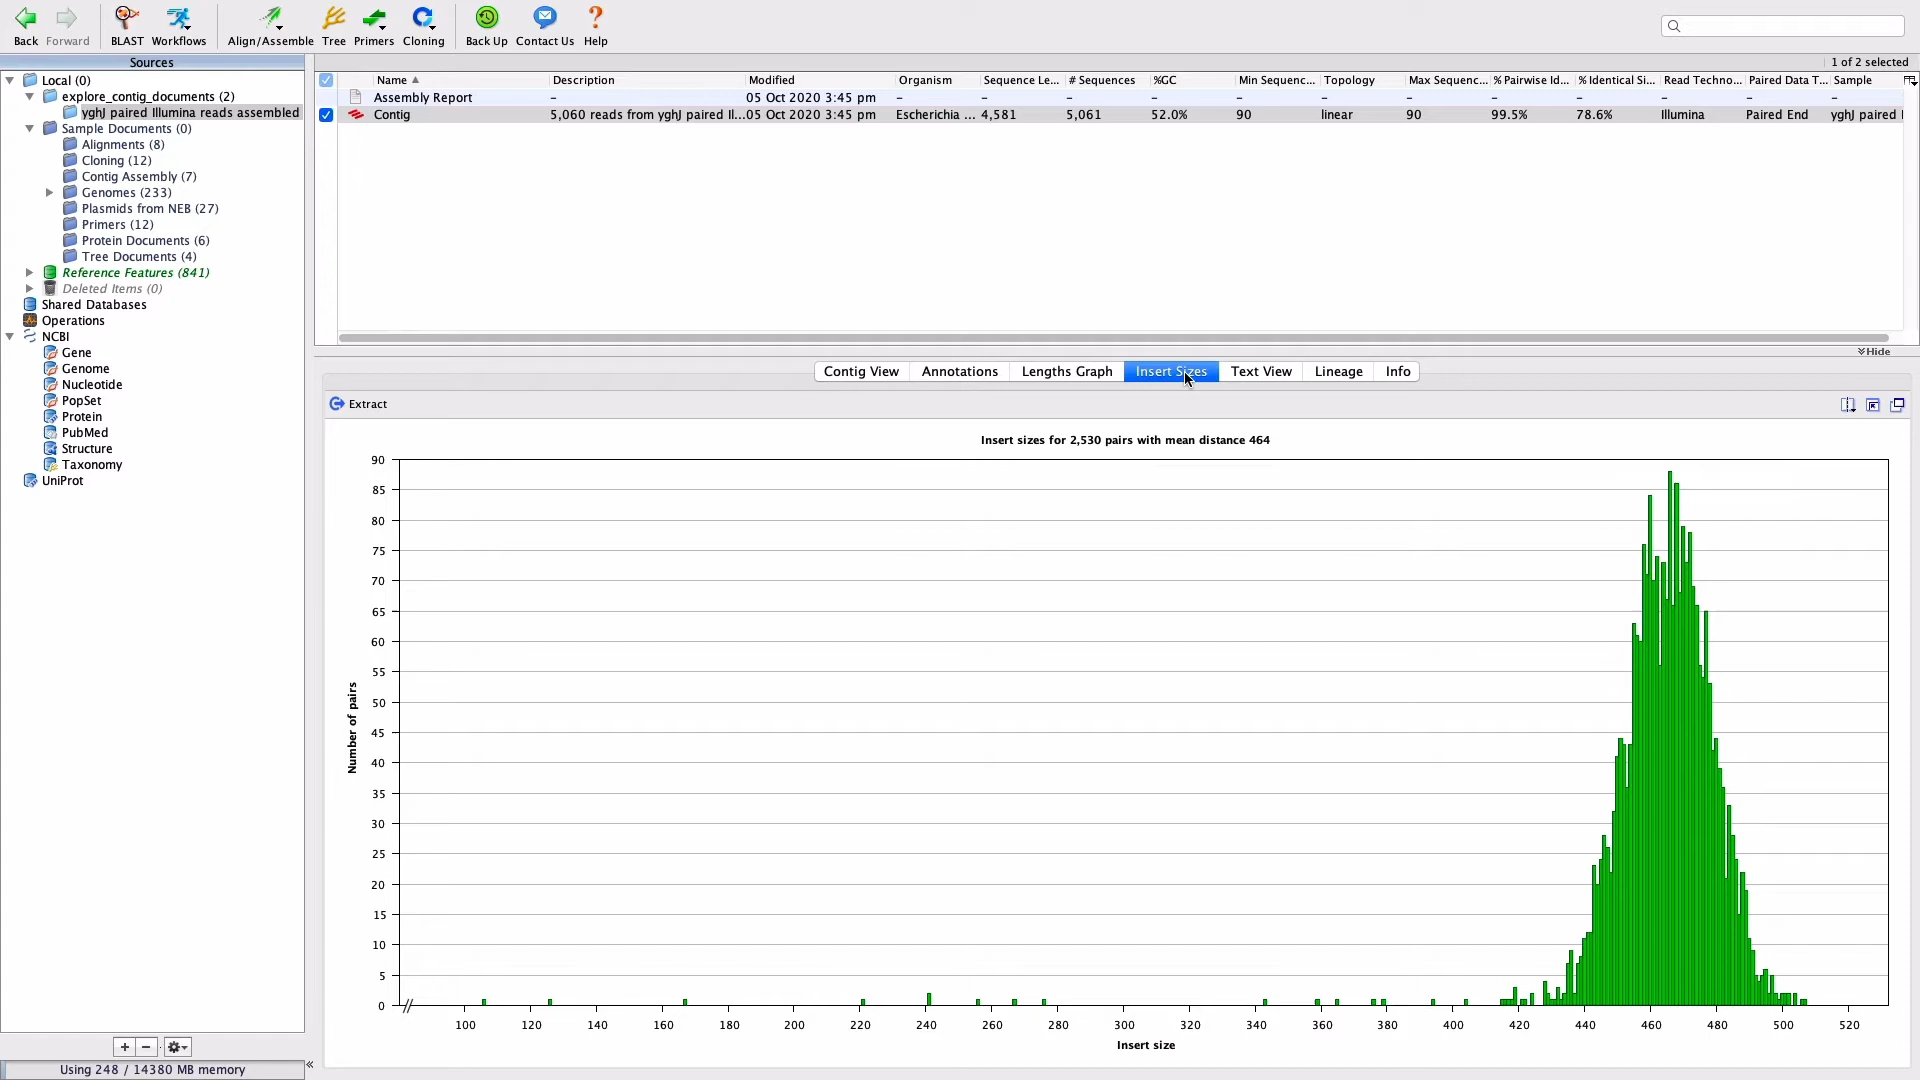 Back Forward BLAST Workflows Align/Assemble Tree Primers Cloning Back Up Contact Us Help
Sources
1 of 2 selected
Local (0)
explore_contig_documents (2)
yghJ paired Illumina reads assembled
Sample Documents (0)
Alignments (8)
Cloning (12)
Contig Assembly (7)
Genomes (233)
Plasmids from NEB (27)
Primers (12)
Protein Documents (6)
Tree Documents (4)
Reference Features (841)
Deleted Items (0)
Shared Databases
Operations
NCBI
Gene
Genome
Nucleotide
PopSet
Protein
PubMed
Structure
Taxonomy
UniProt
Using 248 / 14380 MB memory
Name Description Modified Organism Sequence Le... # Sequences %GC Min Sequenc... Topology Max Sequenc... % Pairwise Id... % Identical Si... Read Techno... Paired Data T... Sample
Assembly Report – 05 Oct 2020 3:45 pm – – – – – – – – – – – –
Contig 5,060 reads from yghJ paired Il... 05 Oct 2020 3:45 pm Escherichia ... 4,581 5,061 52.0% 90 linear 90 99.5% 78.6% Illumina Paired End yghJ paired
Hide
Contig View Annotations Lengths Graph Insert Sizes Text View Lineage Info
Extract
Insert sizes for 2,530 pairs with mean distance 464
90
85
80
75
70
65
60
55
50
45
40
35
30
25
20
15
10
5
0
Number of pairs
100 120 140 160 180 200 220 240 260 280 300 320 340 360 380 400 420 440 460 480 500 520
Insert size